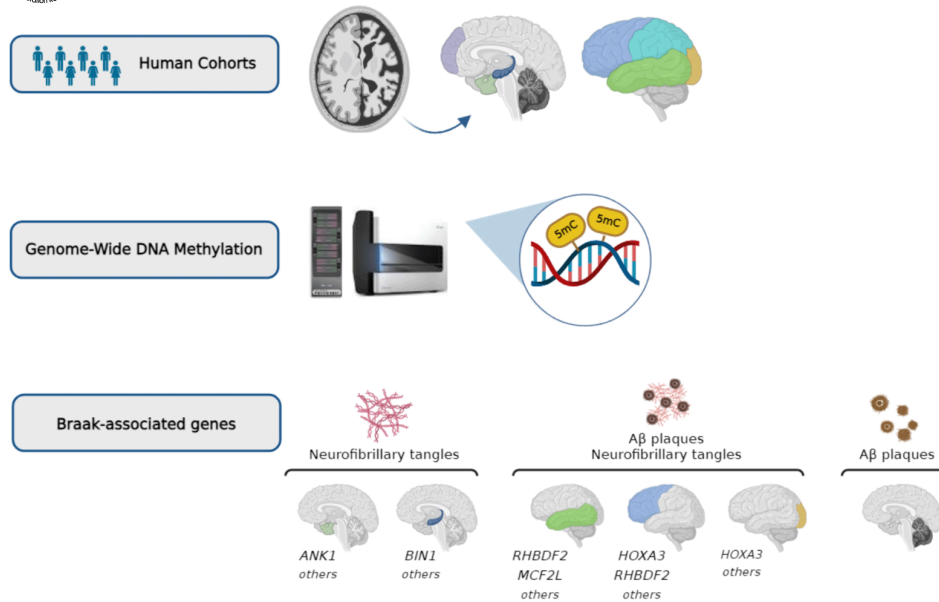 Human Cohorts
Genome-Wide DNA Methylation
5mC
5mC
Braak-associated genes
Neurofibrillary tangles
Aβ plaques
Neurofibrillary tangles
Aβ plaques
ANK1
others
BIN1
others
RHBDF2
MCF2L
others
HOXA3
RHBDF2
others
HOXA3
others